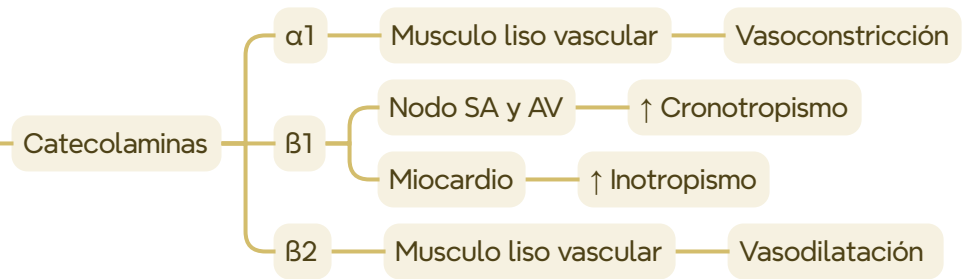 α1
Musculo liso vascular
Vasoconstricción
Catecolaminas
ß1
Nodo SA y AV
↑ Cronotropismo
Miocardio
↑ Inotropismo
ß2
Musculo liso vascular
Vasodilatación